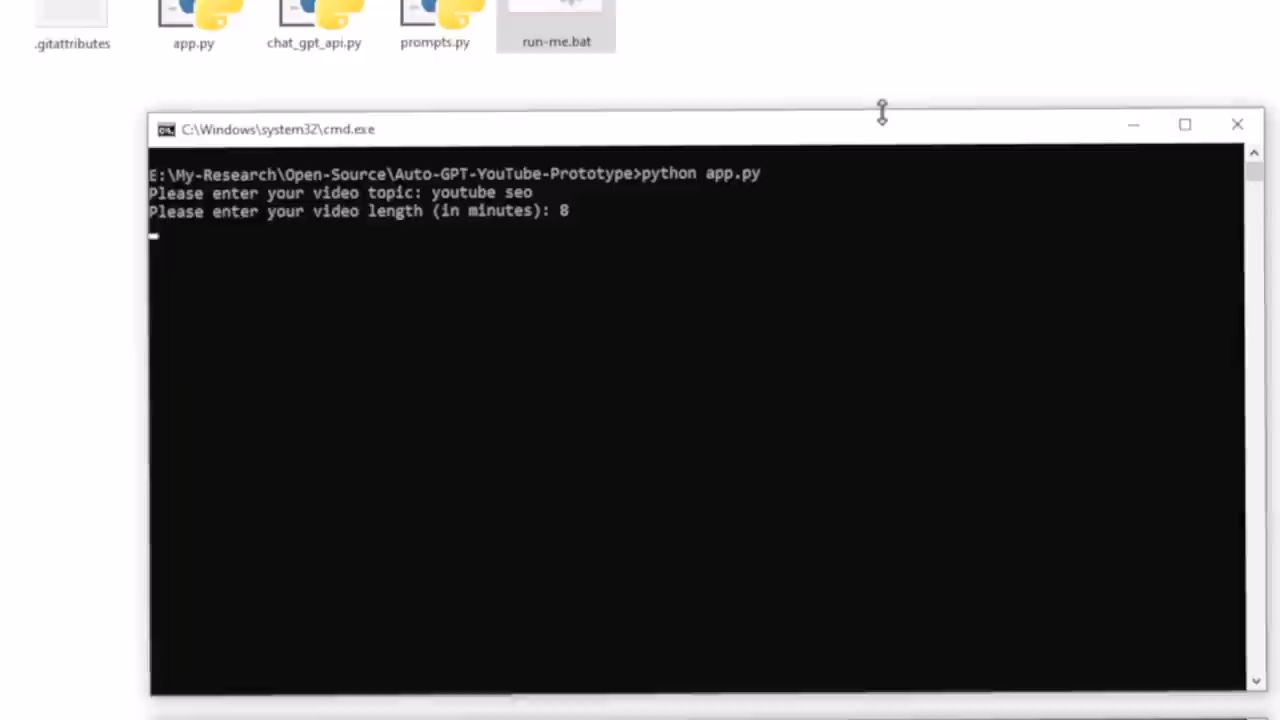 .gitattributes
app.py
chat_gpt_api.py
prompts.py
run-me.bat
C:\Windows\system32\cmd.exe
E:\My-Research\Open-Source\Auto-GPT-YouTube-Prototype>python app.py
Please enter your video topic: youtube seo
Please enter your video length (in minutes): 8